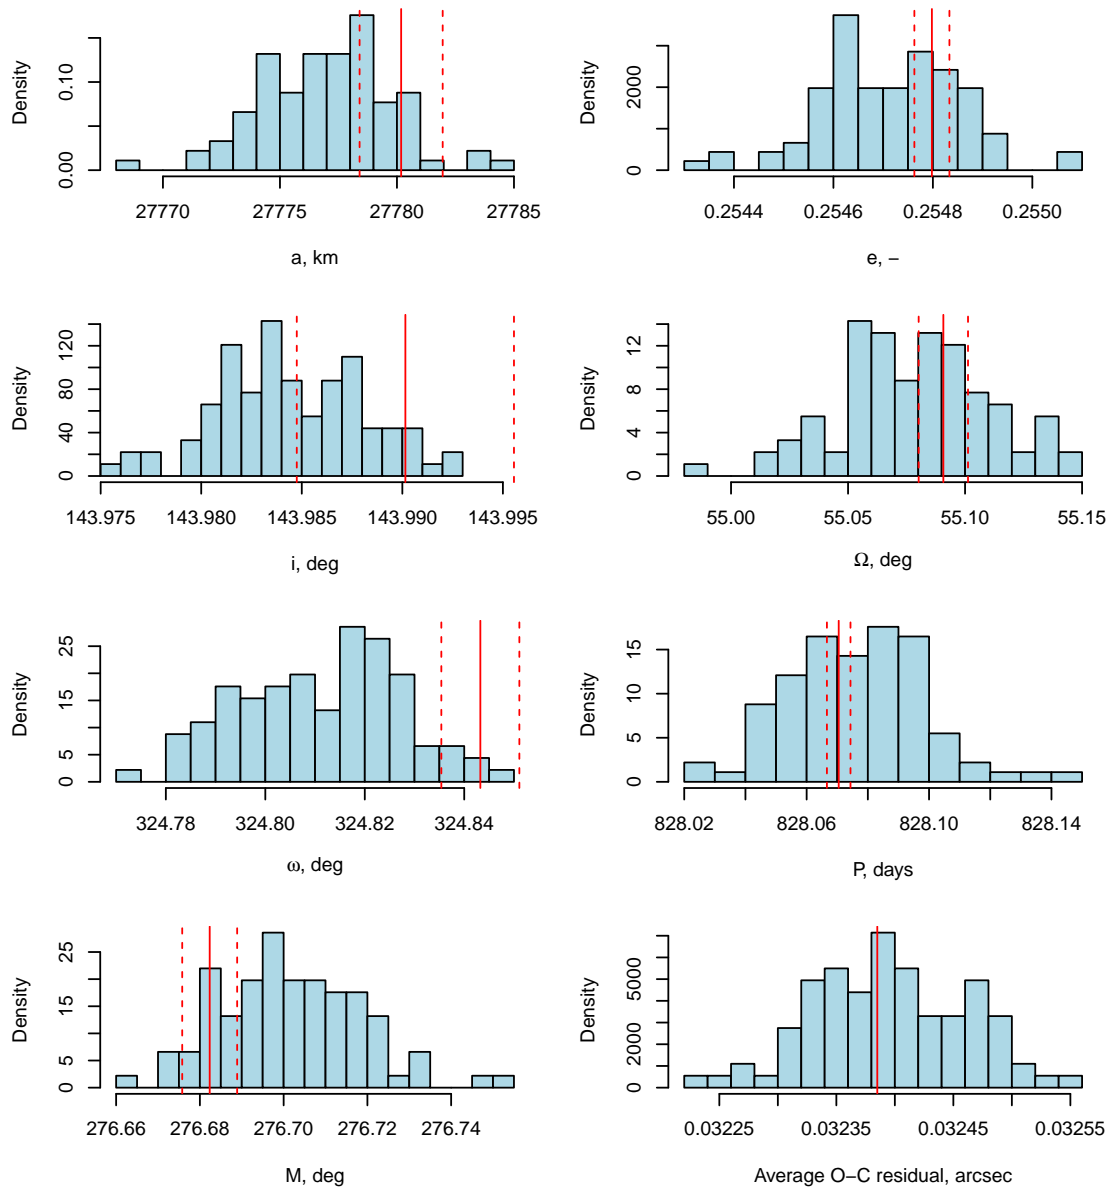 Density
0.00 0.10
27770 27775 27780 27785
a, km
Density
0 2000
0.2544 0.2546 0.2548 0.2550
e, −
Density
0 40 80 120
143.975 143.980 143.985 143.990 143.995
i, deg
Density
0 4 8 12
55.00 55.05 55.10 55.15
Ω, deg
Density
0 5 15 25
324.78 324.80 324.82 324.84
ω, deg
Density
0 5 10 15
828.02 828.06 828.10 828.14
P, days
Density
0 5 15 25
276.66 276.68 276.70 276.72 276.74
M, deg
Density
0 2000 5000
0.03225 0.03235 0.03245 0.03255
Average O−C residual, arcsec